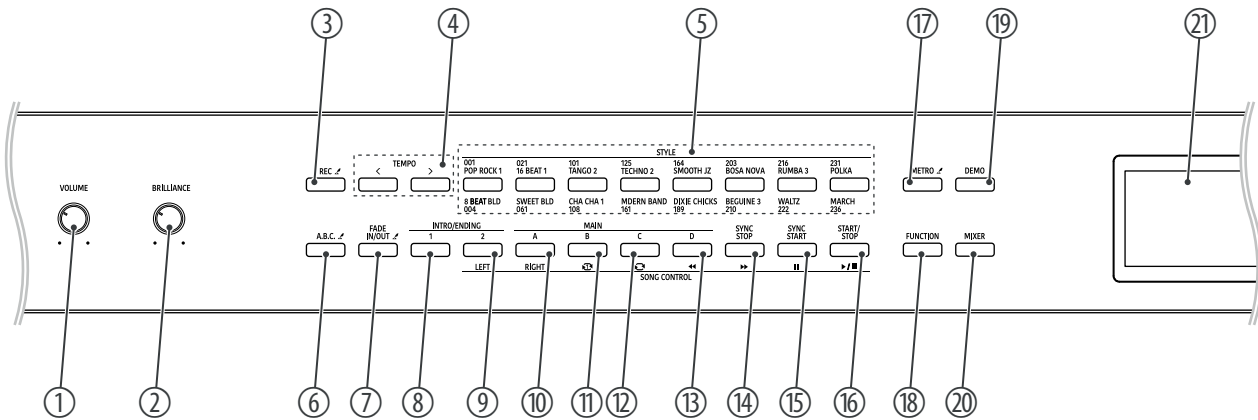 ③ ④ ⑤ ⑰ ⑲ ㉑
STYLE
TEMPO
001 021 101 125 164 203 216 231
REC < > POP ROCK 1 16 BEAT 1 TANGO 2 TECHNO 2 SMOOTH JZ BOSA NOVA RUMBA 3 POLKA METRO DEMO
VOLUME BRILLIANCE
8 BEAT BLD SWEET BLD CHA CHA 1 MDERN BAND DIXIE CHICKS BEGUINE 3 WALTZ MARCH
004 061 108 161 189 210 222 236
INTRO/ENDING MAIN
A.B.C. FADE IN/OUT 1 2 A B C D SYNC STOP SYNC START START/STOP FUNCTION MIXER
LEFT RIGHT
SONG CONTROL
① ② ⑥ ⑦ ⑧ ⑨ ⑩ ⑪ ⑫ ⑬ ⑭ ⑮ ⑯ ⑱ ⑳